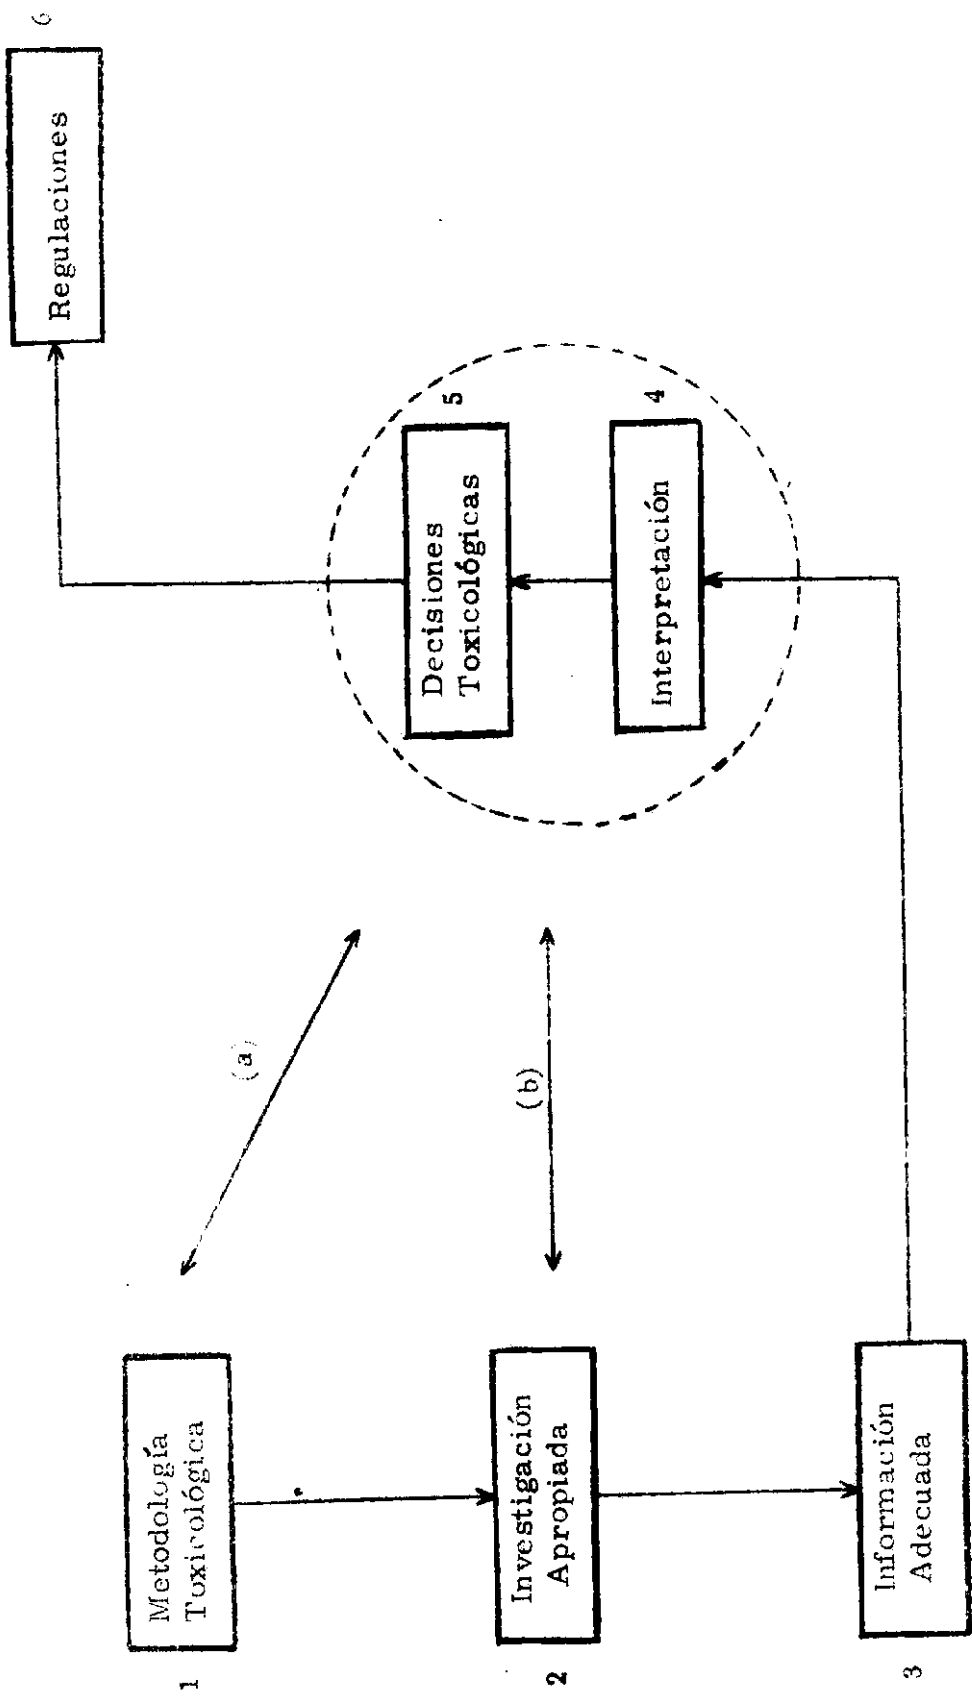 1
Metodología
Toxicológica
2
Investigación
Apropiada
3
Información
Adecuada
(a)
(b)
Decisiones
Toxicológicas
5
Interpretación
4
Regulaciones
6